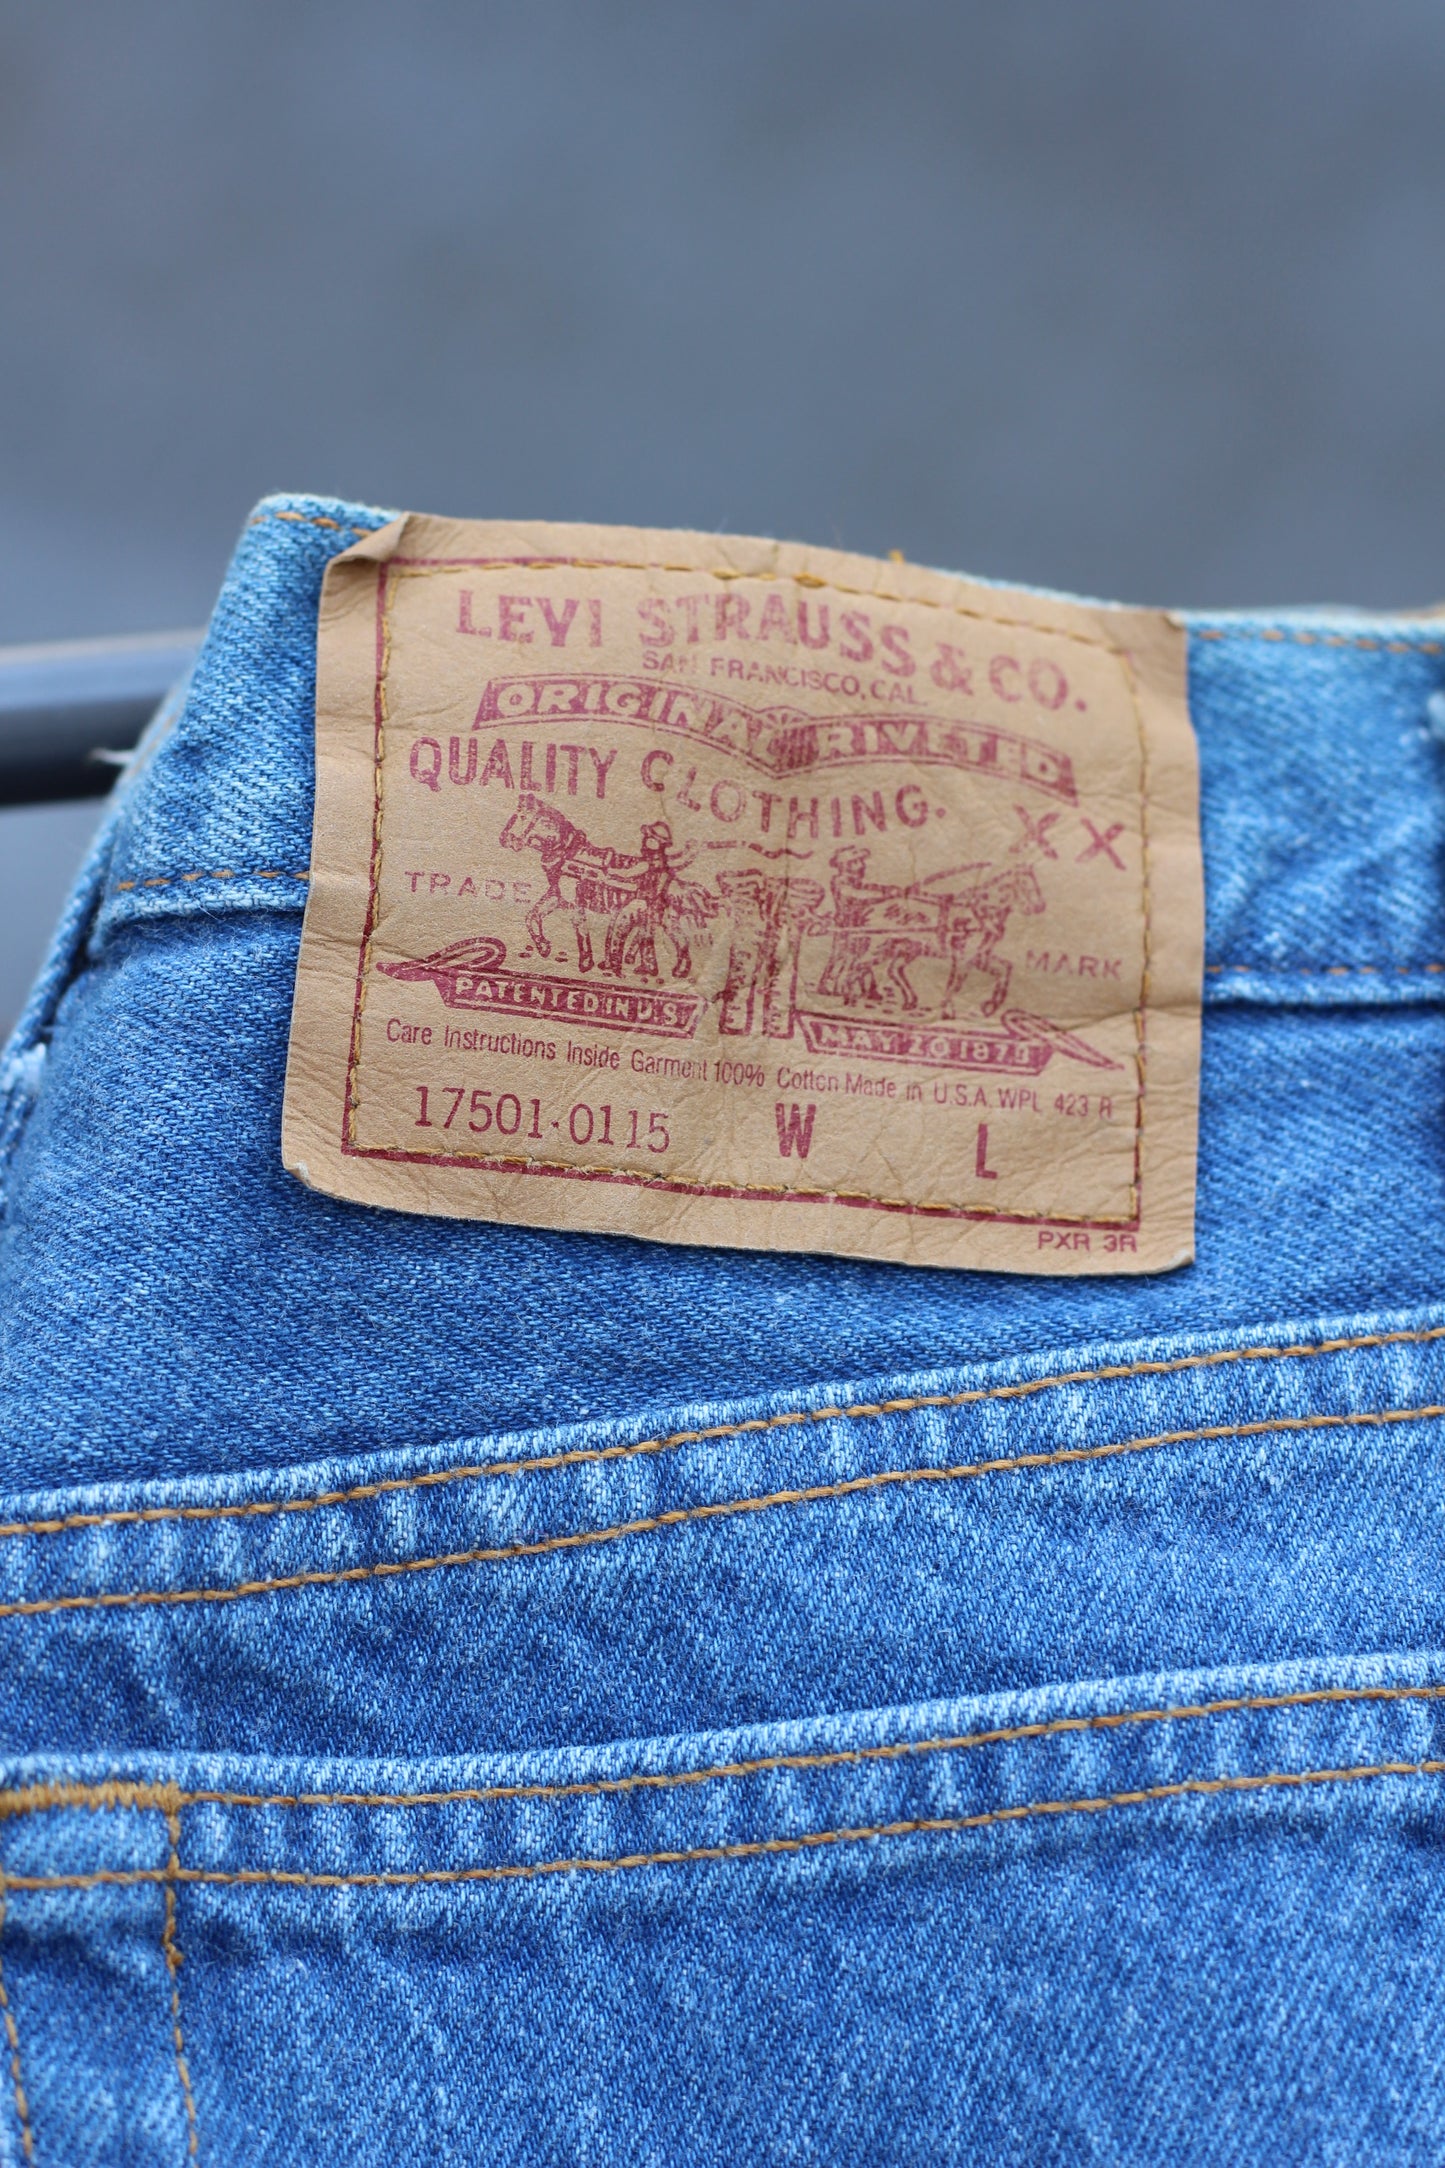 LEVI STRAUSS & CO.
SAN FRANCISCO, CAL.
ORIGINAL RIVETED
QUALITY CLOTHING.
XX
TRADE MARK
PATENTED IN U.S. MAY 20 1873
Care Instructions Inside Garment 100% Cotton Made in U.S.A. WPL 423 R
17501-0115 W L
PXR 3R